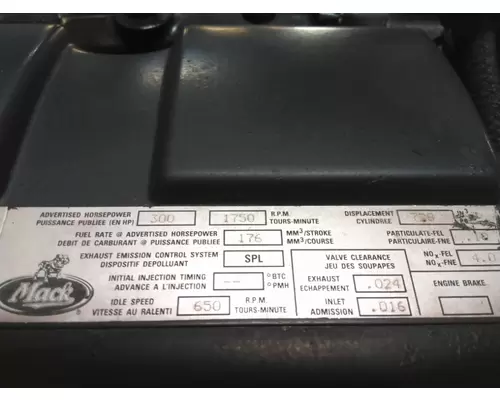 ADVERTISED HORSEPOWER 300 1750 R.P.M. DISPLACEMENT
PUISSANCE PUBLIÉE (EN HP) TOURS-MINUTE CYLINDREE
FUEL RATE @ ADVERTISED HORSEPOWER 176 MM³/STROKE PARTICULATE-FEL
DEBIT DE CARBURANT @ PUISSANCE PUBLIEE MM³/COURSE PARTICULAIRE-FNE
EXHAUST EMISSION CONTROL SYSTEM SPL VALVE CLEARANCE NOx-FEL 4.0
DISPOSITIF DEPOLLUANT JEU DES SOUPAPES NOx-FNE
Mack ®
INITIAL INJECTION TIMING -- °BTC EXHAUST .024 ENGINE BRAKE
ADVANCE A L'INJECTION °PMH ECHAPPEMENT
IDLE SPEED 650 R.P.M. INLET .016
VITESSE AU RALENTI TOURS-MINUTE ADMISSION